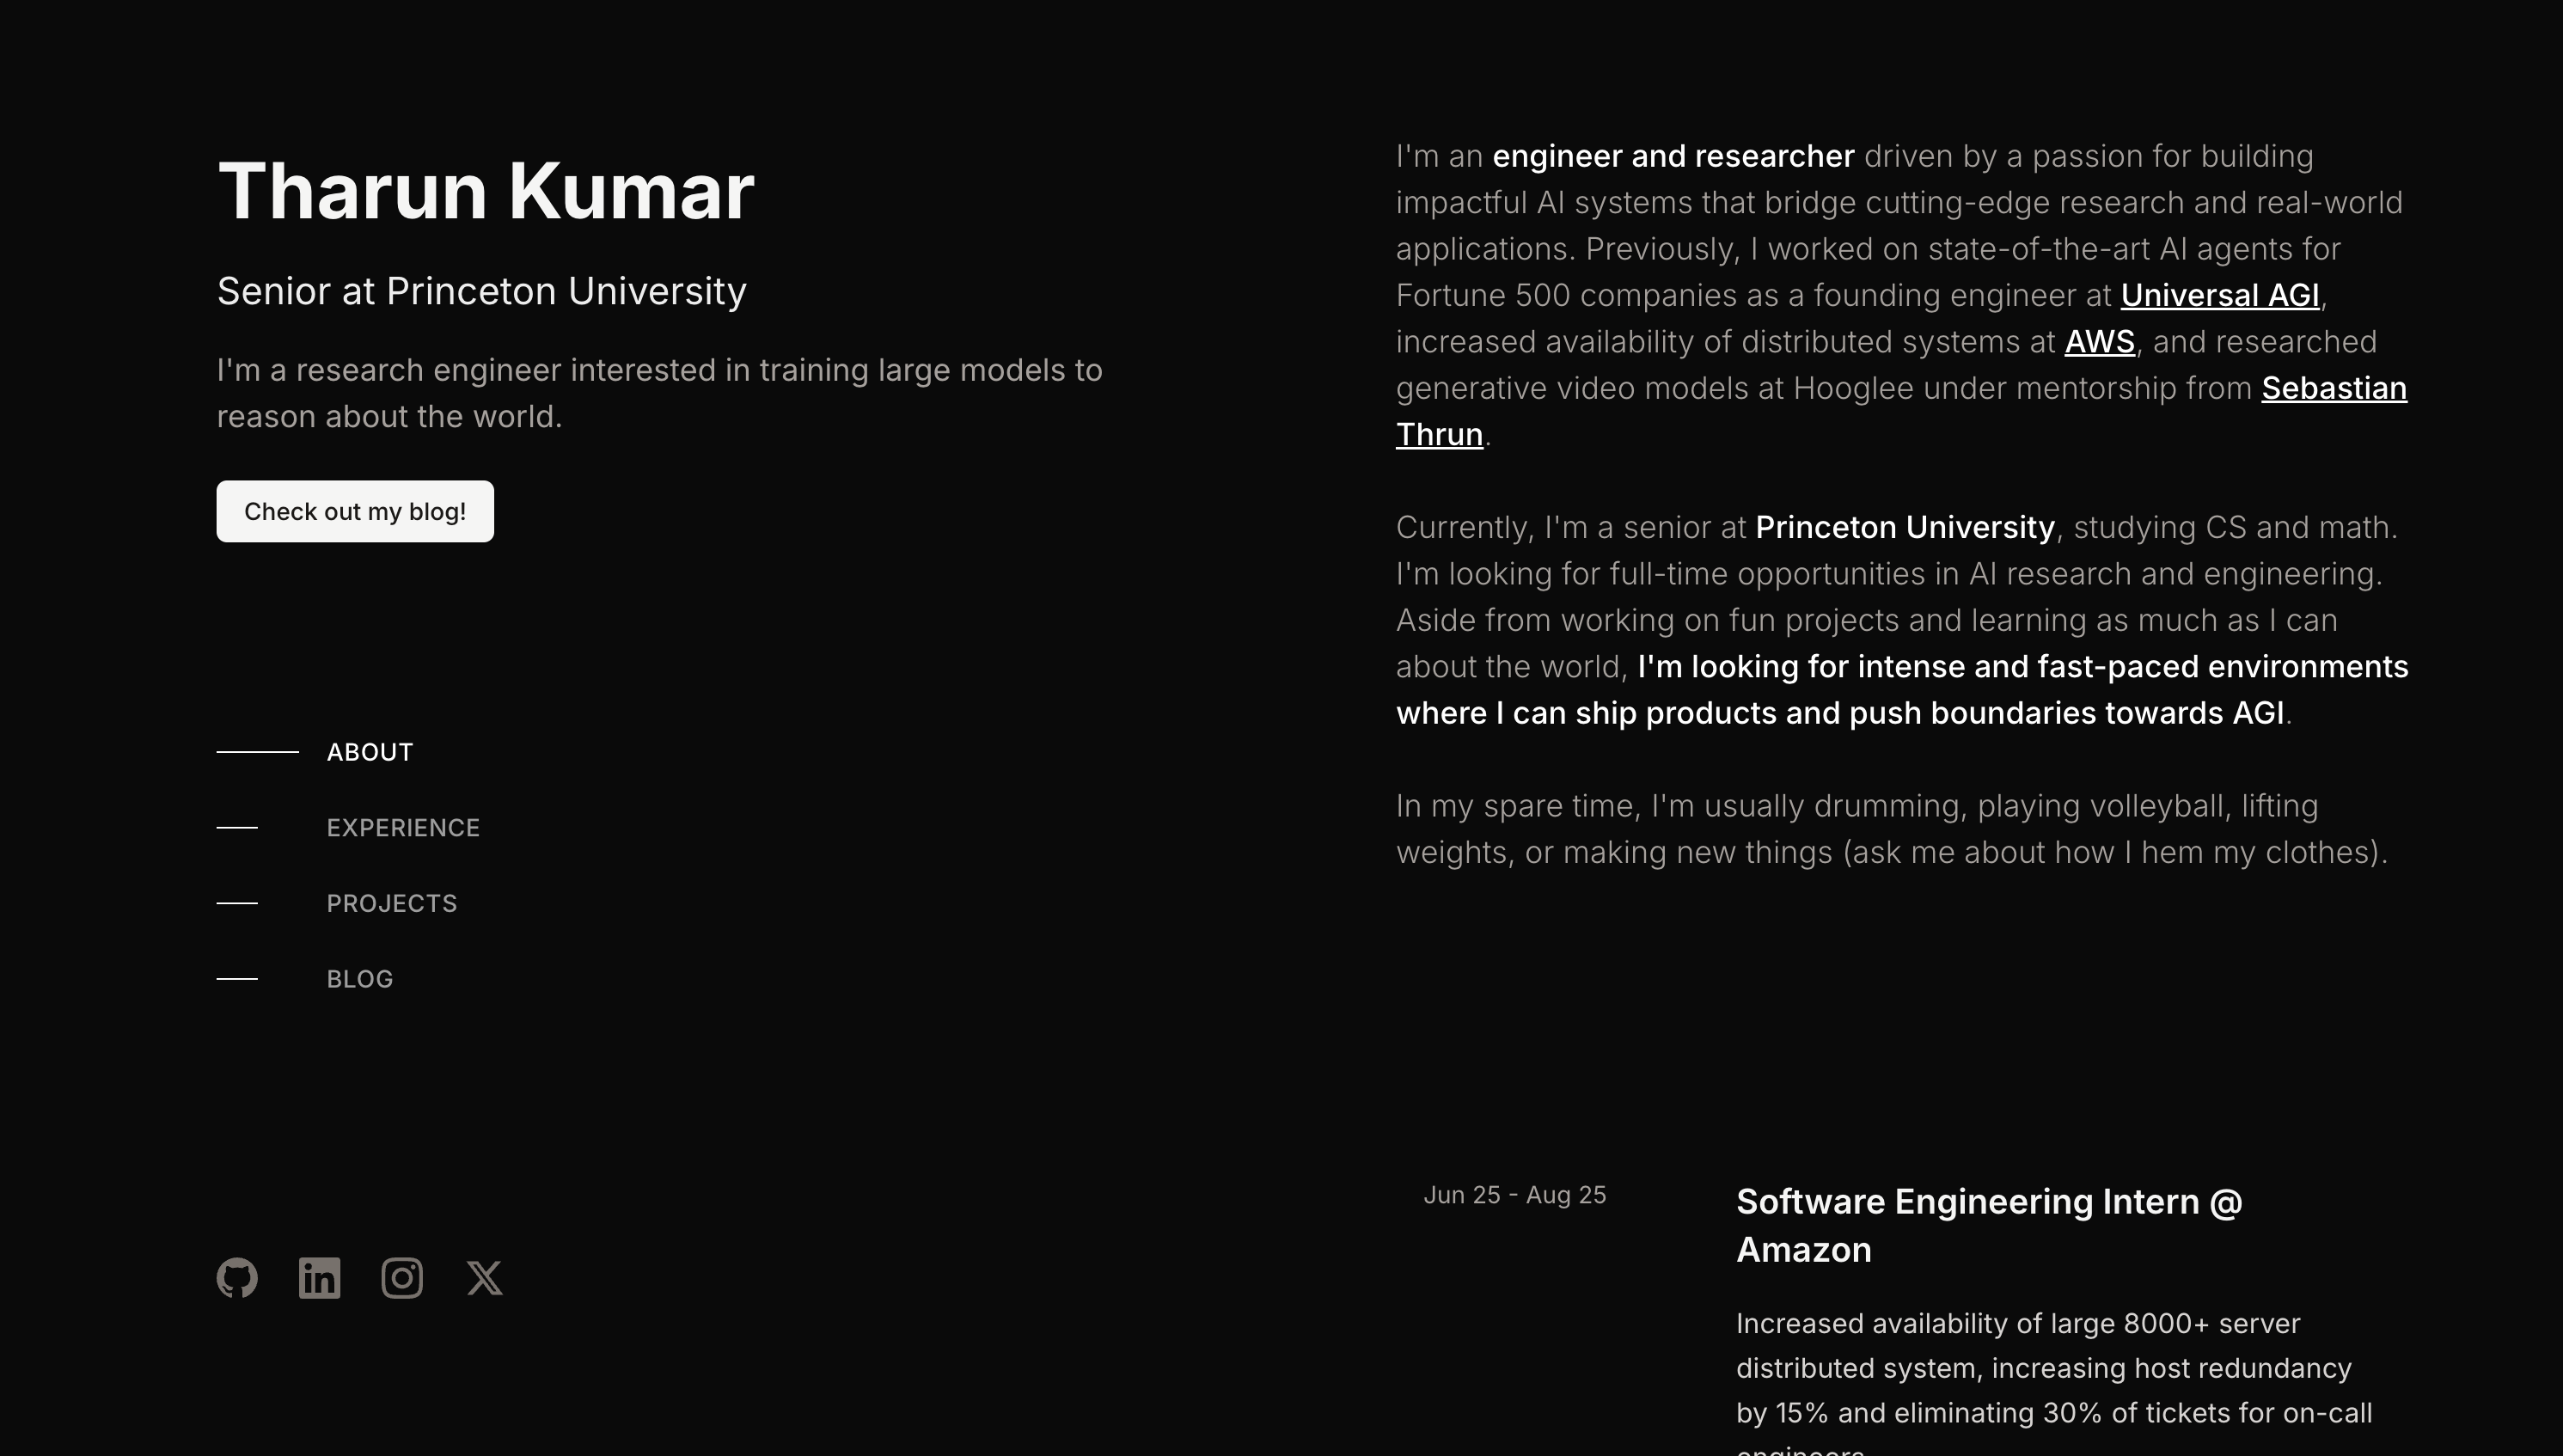 Tharun Kumar
Senior at Princeton University
I'm a research engineer interested in training large models to
reason about the world.
Check out my blog!
ABOUT
EXPERIENCE
PROJECTS
BLOG
I'm an engineer and researcher driven by a passion for building
impactful AI systems that bridge cutting-edge research and real-world
applications. Previously, I worked on state-of-the-art AI agents for
Fortune 500 companies as a founding engineer at Universal AGI,
increased availability of distributed systems at AWS, and researched
generative video models at Hooglee under mentorship from Sebastian
Thrun.
Currently, I'm a senior at Princeton University, studying CS and math.
I'm looking for full-time opportunities in AI research and engineering.
Aside from working on fun projects and learning as much as I can
about the world, I'm looking for intense and fast-paced environments
where I can ship products and push boundaries towards AGI.
In my spare time, I'm usually drumming, playing volleyball, lifting
weights, or making new things (ask me about how I hem my clothes).
Jun 25 - Aug 25
Software Engineering Intern @
Amazon
Increased availability of large 8000+ server
distributed system, increasing host redundancy
by 15% and eliminating 30% of tickets for on-call